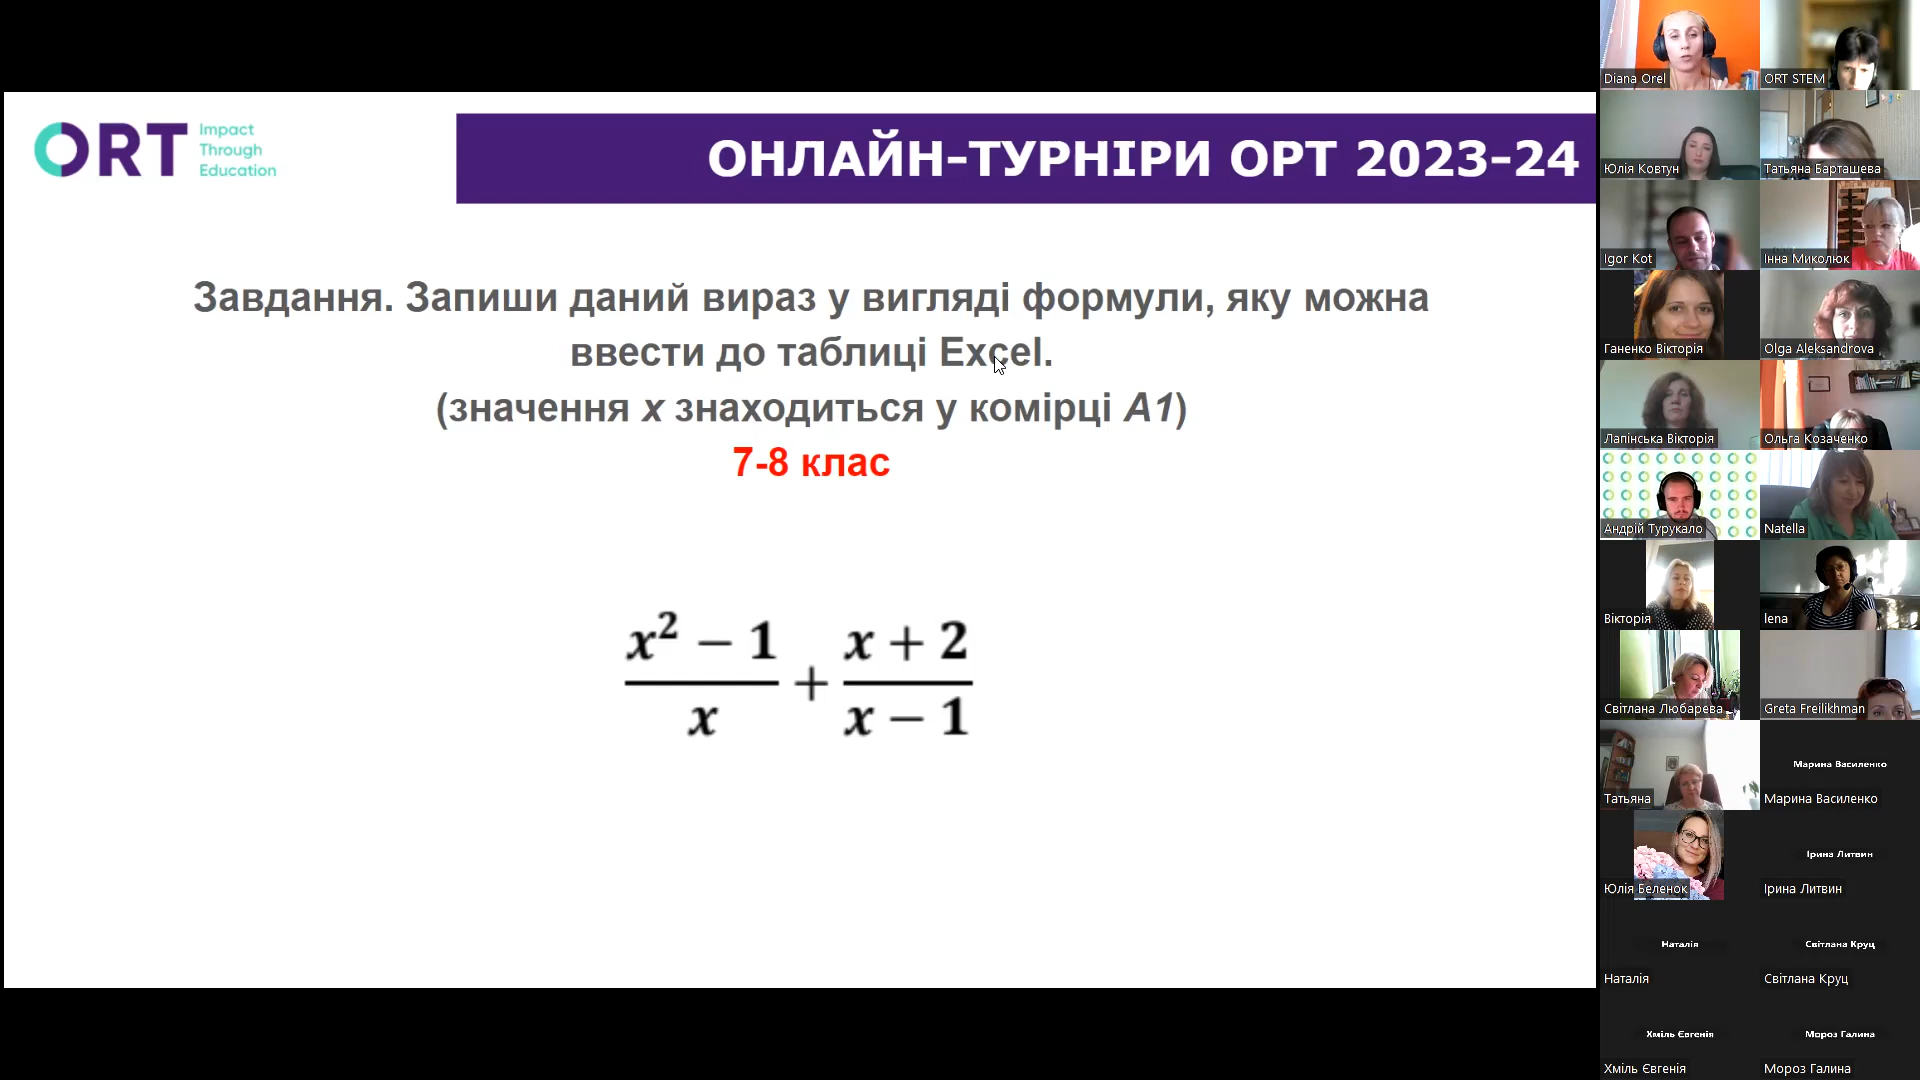 ORT
Impact
Through
Education
ОНЛАЙН-ТУРНІРИ ОРТ 2023-24
Завдання. Запиши даний вираз у вигляді формули, яку можна
ввести до таблиці Excel.
(значення x знаходиться у комірці A1)
7-8 клас
x² − 1
x
+
x + 2
x − 1
Diana Orel
ORT STEM
Юлія Ковтун
Татьяна Барташева
Igor Kot
Інна Миколюк
Ганенко Вікторія
Olga Aleksandrova
Лапінська Вікторія
Ольга Козаченко
Андрій Турукало
Natella
Вікторія
lena
Світлана Любарева
Greta Freilikhman
Татьяна
Марина Василенко
Марина Василенко
Юлія Беленок
Ірина Литвин
Ірина Литвин
Наталія
Наталія
Світлана Круц
Світлана Круц
Хміль Євгенія
Хміль Євгенія
Мороз Галина
Мороз Галина